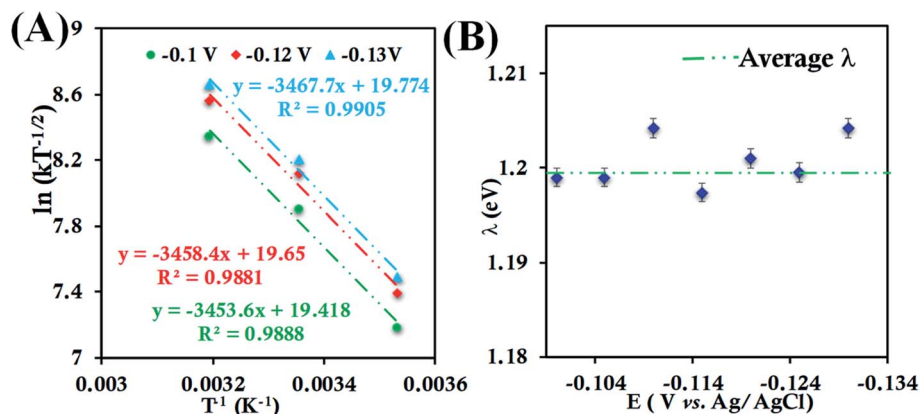 (A)
ln (kT⁻¹/²)
8.9
8.6
8.2
7.8
7.4
7
-0.1 V
-0.12 V
-0.13V
y = -3467.7x + 19.774
R² = 0.9905
y = -3458.4x + 19.65
R² = 0.9881
y = -3453.6x + 19.418
R² = 0.9888
0.003
0.0032
0.0034
0.0036
T⁻¹ (K⁻¹)
(B)
λ (eV)
1.21
1.2
1.19
1.18
Average λ
-0.104
-0.114
-0.124
-0.134
E ( V vs. Ag/AgCl)